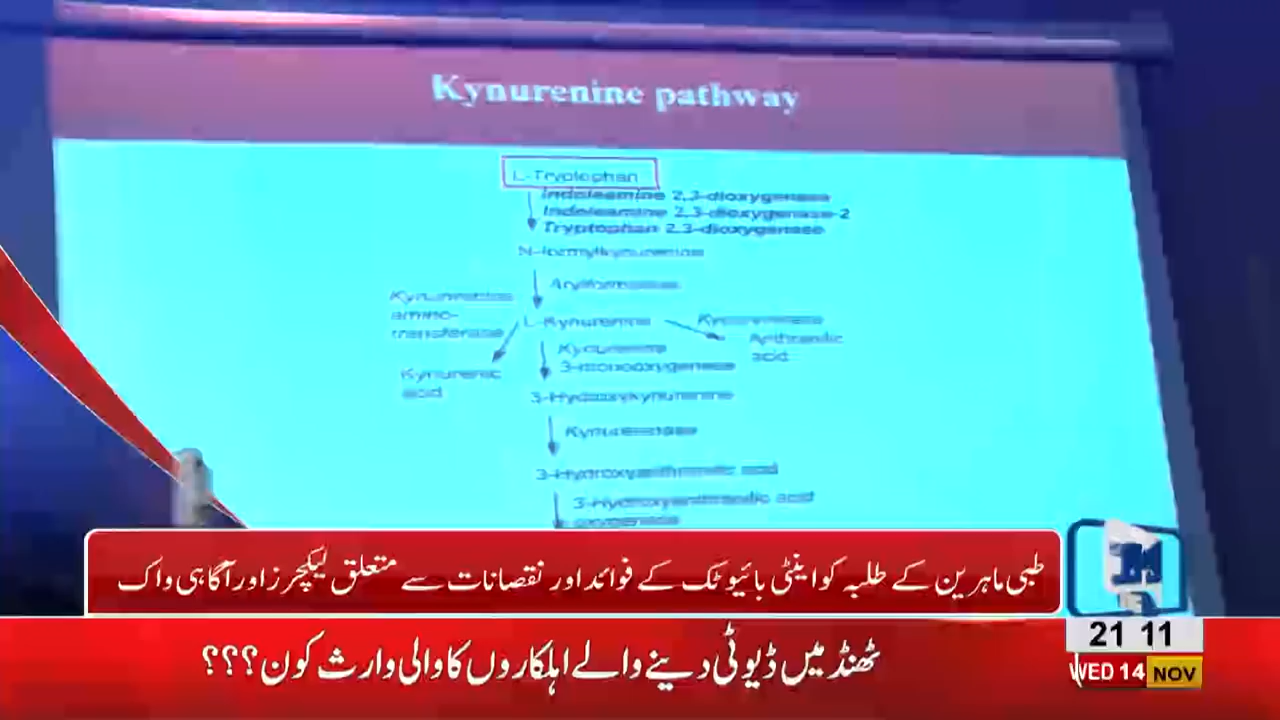 Kynurenine pathway
L-Tryptophan
Indoleamine 2,3-dioxygenase
Indoleamine 2,3-dioxygenase-2
Tryptophan 2,3-dioxygenase
N-formylkynurenine
Kynurenine
amino-
transferase
L-Kynurenine
Anthranilic
acid
Kynurenine
3-monooxygenase
Kynurenic
acid
3-Hydroxykynurenine
3-Hydroxyanthranilic acid
3-Hydroxyanthranilic acid
oxygenase
طبی ماہرین کے طلبہ کو اینٹی بائیوٹک کے فوائد اور نقصانات سے متعلق لیکچرز اور آگاہی واک
ٹھنڈ میں ڈیوٹی دینے والے اہلکاروں کا والی وارث کون؟؟؟
21 11
WED 14 NOV